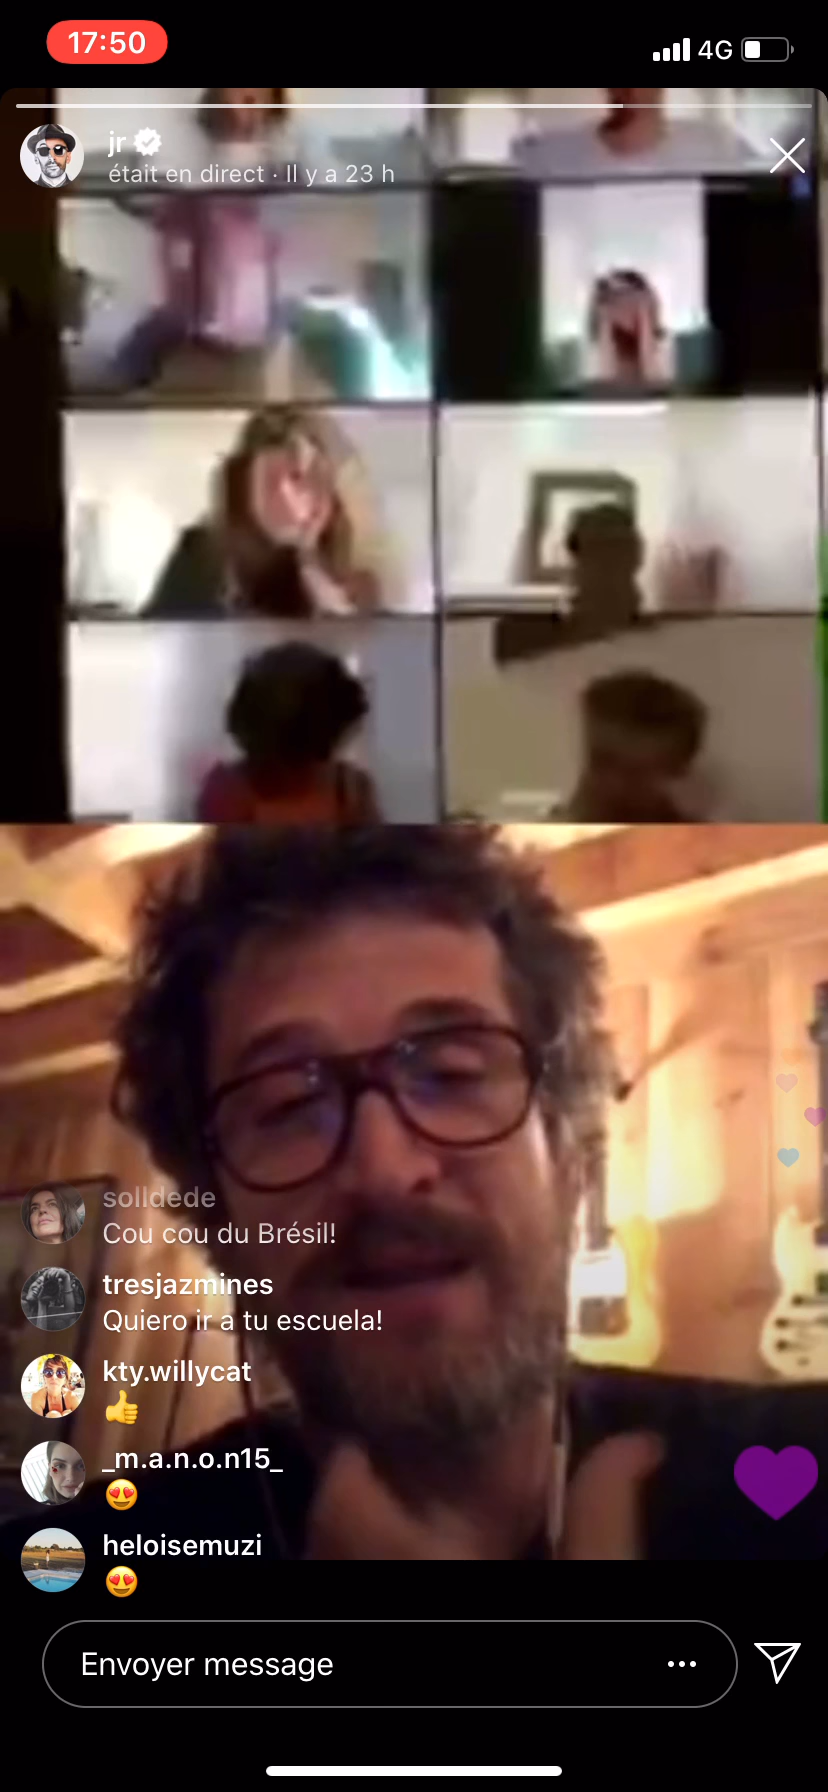 17:50
4G
jr
était en direct · Il y a 23 h
solldede
Cou cou du Brésil!
tresjazmines
Quiero ir a tu escuela!
kty.willycat
👍
_m.a.n.o.n15_
😍
heloisemuzi
😍
Envoyer message